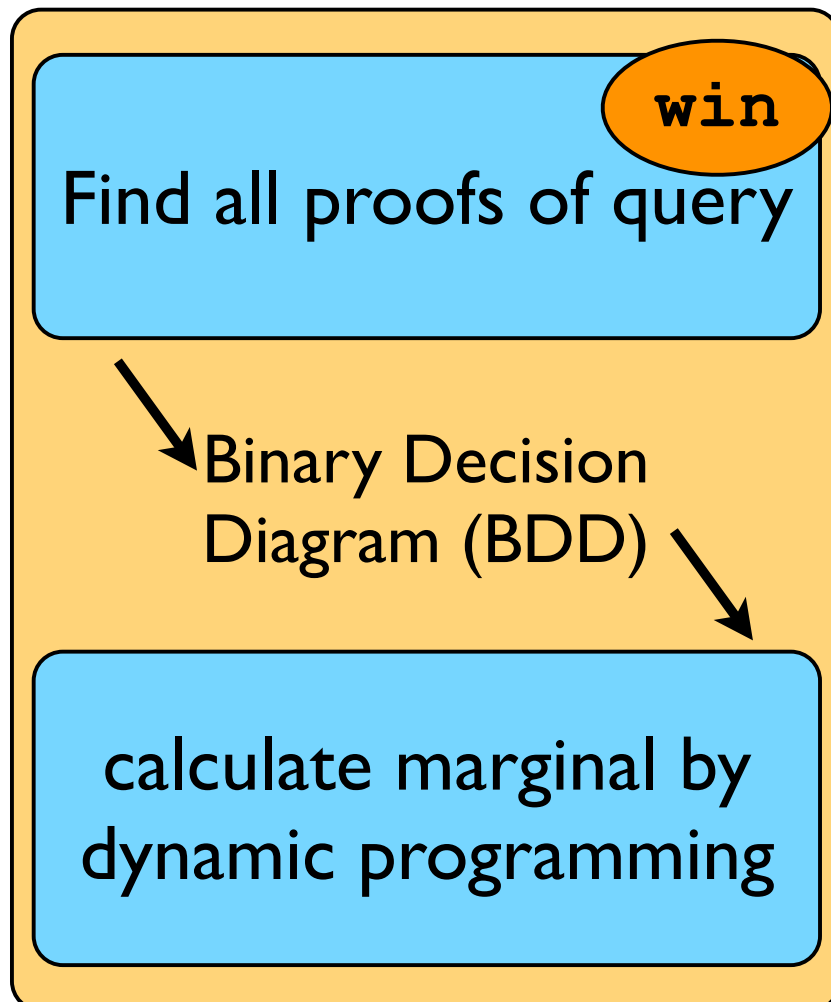 win
Find all proofs of query
Binary Decision
Diagram (BDD)
calculate marginal by
dynamic programming